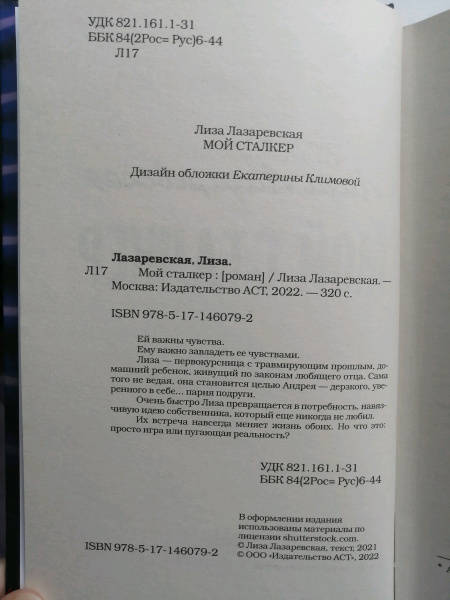 УДК 821.161.1-31
ББК 84(2Рос=Рус)6-44
Л17
Лиза Лазаревская
МОЙ СТАЛКЕР
Дизайн обложки Екатерины Климовой
Лазаревская, Лиза.
Л17 Мой сталкер : [роман] / Лиза Лазаревская. —
Москва: Издательство АСТ, 2022. — 320 с.
ISBN 978-5-17-146079-2
Ей важны чувства.
Ему важно завладеть ее чувствами.
Лиза — первокурсница с травмирующим прошлым, до-
машний ребенок, живущий по законам любящего отца. Сама
того не ведая, она становится целью Андрея — дерзкого, уве-
ренного в себе... парня подруги.
Очень быстро Лиза превращается в потребность, навяз-
чивую идею собственника, который еще никогда не любил.
Их встреча навсегда меняет жизнь обоих. Но что это:
просто игра или пугающая реальность?
УДК 821.161.1-31
ББК 84(2Рос=Рус)6-44
В оформлении издания
использованы материалы по
лицензии shutterstock.com
© Лиза Лазаревская, текст, 2021
ISBN 978-5-17-146079-2 © ООО «Издательство АСТ», 2022